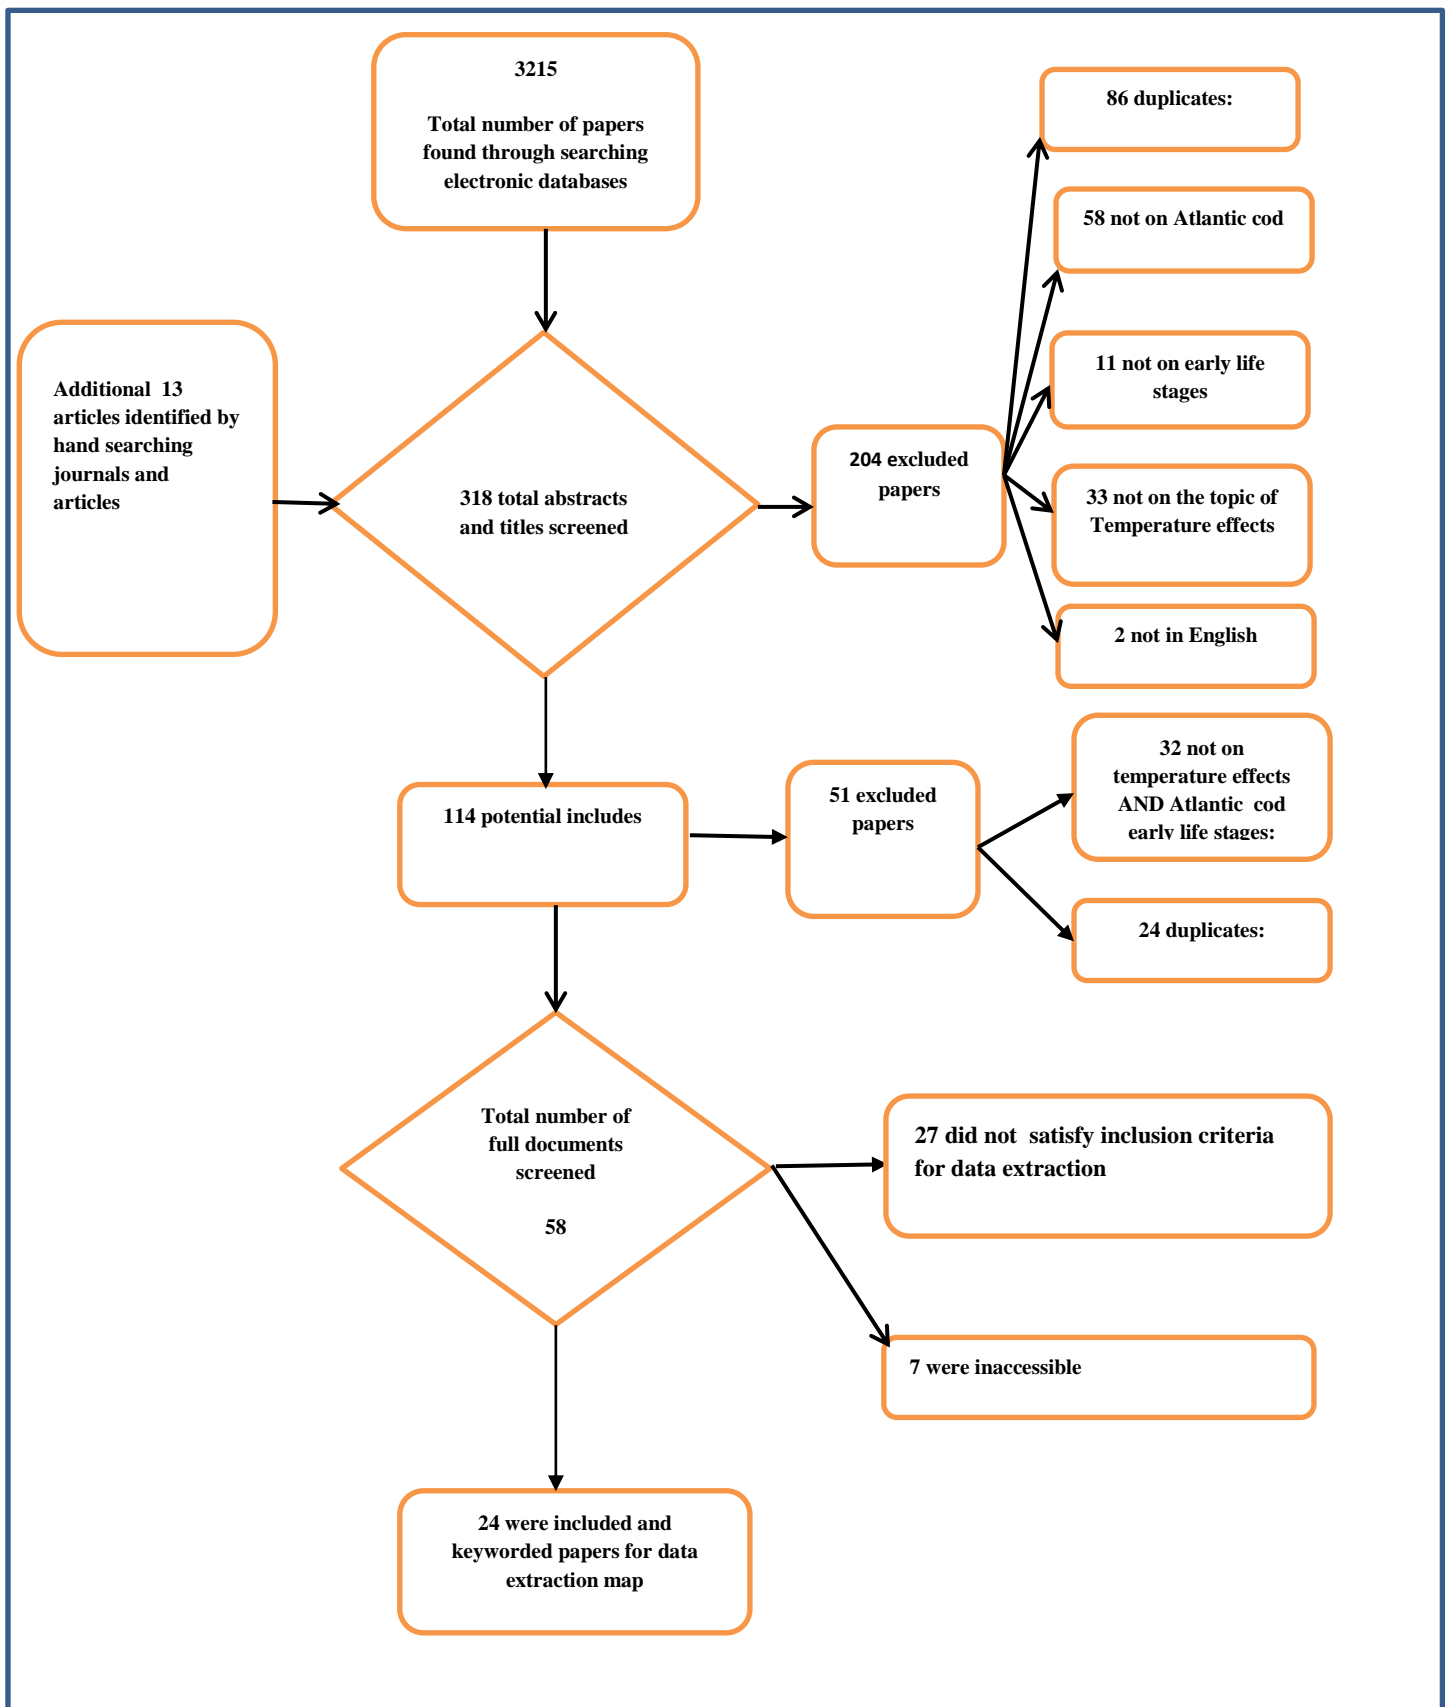 3215
Total number of papers
found through searching
electronic databases
86 duplicates:
58 not on Atlantic cod
11 not on early life
stages
33 not on the topic of
Temperature effects
2 not in English
Additional 13
articles identified by
hand searching
journals and
articles
318 total abstracts
and titles screened
204 excluded
papers
114 potential includes
51 excluded
papers
32 not on
temperature effects
AND Atlantic cod
early life stages:
24 duplicates:
Total number of
full documents
screened
58
27 did not satisfy inclusion criteria
for data extraction
7 were inaccessible
24 were included and
keyworded papers for data
extraction map